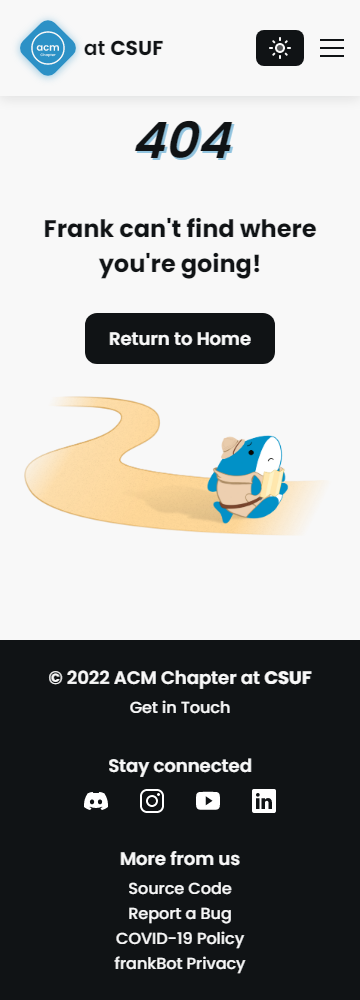 acm
Chapter
at CSUF
404
Frank can't find where
you're going!
Return to Home
© 2022 ACM Chapter at CSUF
Get in Touch
Stay connected
More from us
Source Code
Report a Bug
COVID-19 Policy
frankBot Privacy